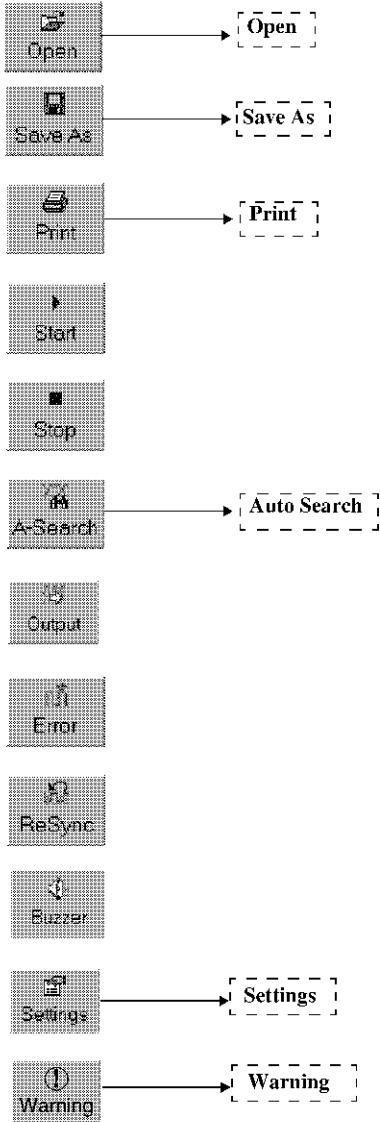 Open
Open
Save As
Save As
Print
Print
Start
Stop
A-Search
Auto Search
Output
Error
ReSync
Buzzer
Settings
Settings
Warning
Warning